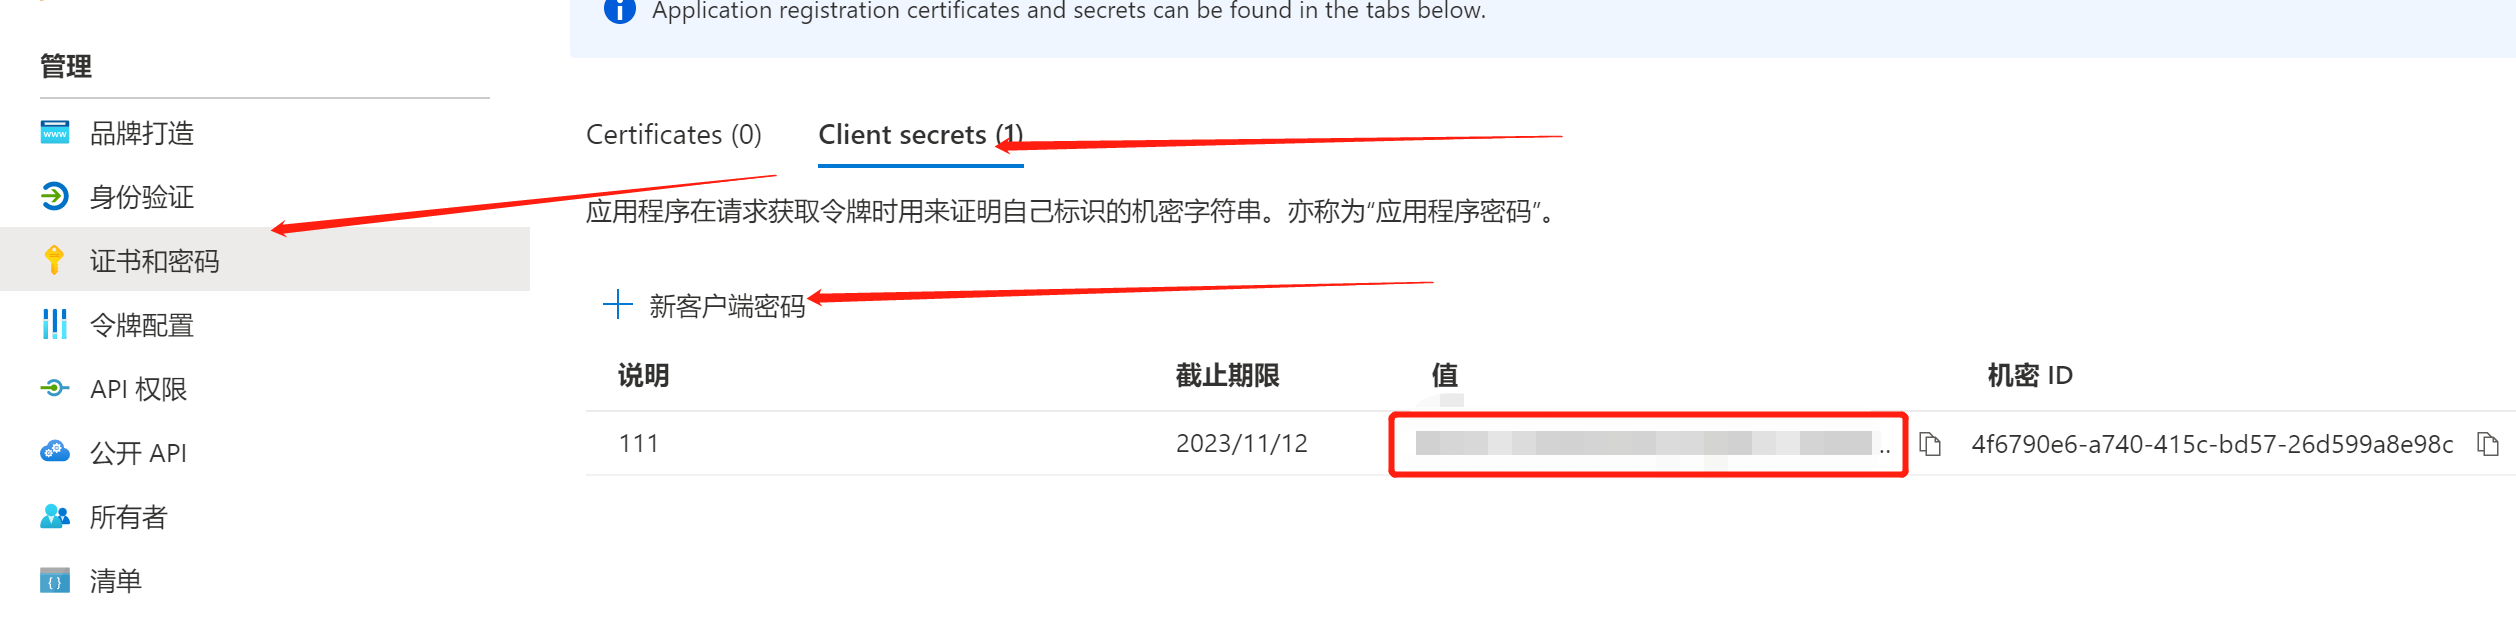 Application registration certificates and secrets can be found in the tabs below.
管理
品牌打造
身份验证
证书和密码
令牌配置
API 权限
公开 API
所有者
清单
Certificates (0)
Client secrets (1)
应用程序在请求获取令牌时用来证明自己标识的机密字符串。亦称为“应用程序密码”。
新客户端密码
说明 截止期限 值 机密 ID
111 2023/11/12 .. 4f6790e6-a740-415c-bd57-26d599a8e98c